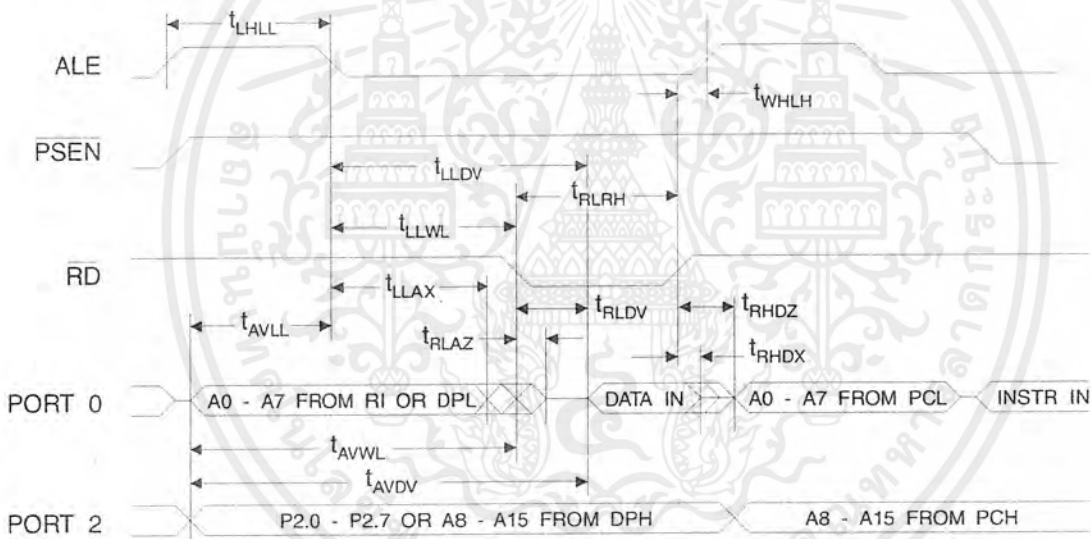 tLHLL
ALE
tWHLH
PSEN
tLLDV
tRLRH
tLLWL
RD
tLLAX
tRLDV
tRHDZ
tAVLL
tRLAZ
tRHDX
PORT 0
A0 - A7 FROM RI OR DPL
DATA IN
A0 - A7 FROM PCL
INSTR IN
tAVWL
tAVDV
PORT 2
P2.0 - P2.7 OR A8 - A15 FROM DPH
A8 - A15 FROM PCH